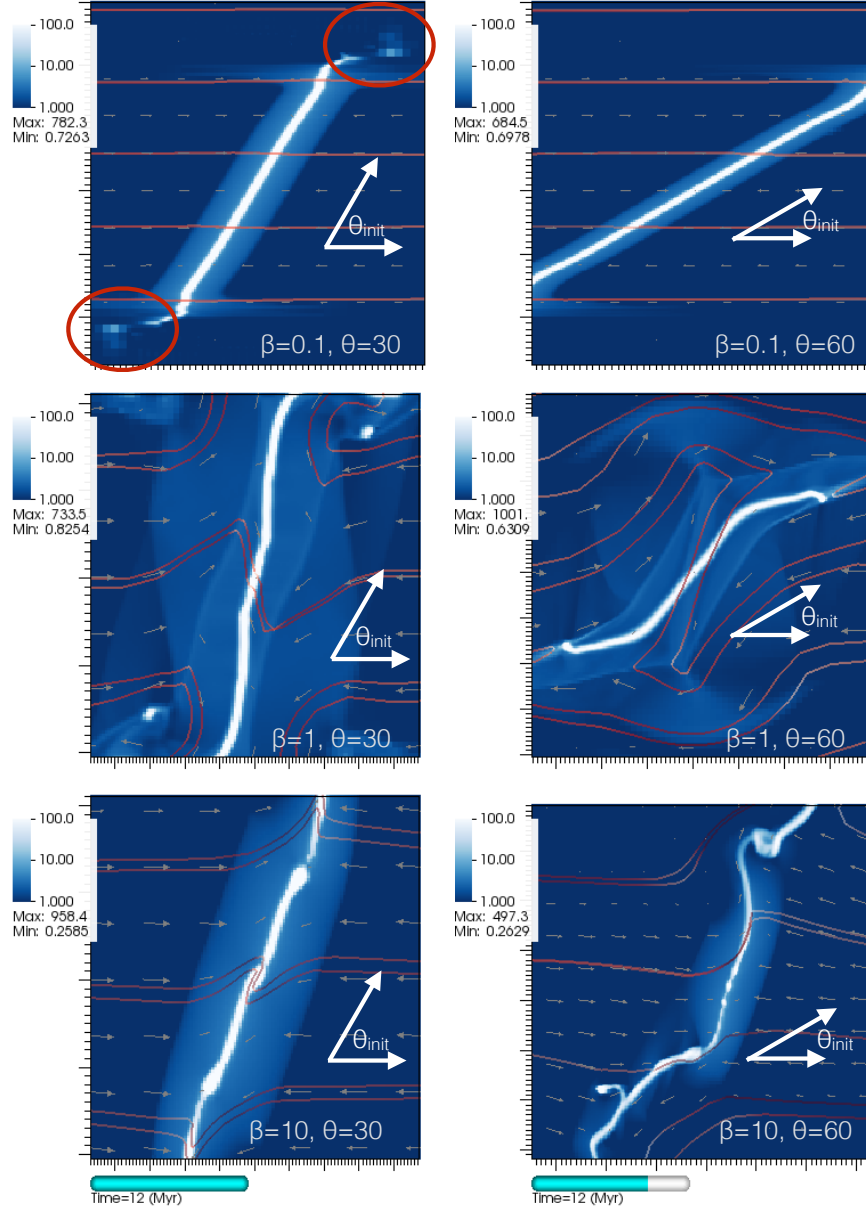 100.0
10.00
1.000
Max: 782.3
Min: 0.7263
θinit
β=0.1, θ=30
100.0
10.00
1.000
Max: 684.5
Min: 0.6978
θinit
β=0.1, θ=60
100.0
10.00
1.000
Max: 733.5
Min: 0.8254
θinit
β=1, θ=30
100.0
10.00
1.000
Max: 1001.
Min: 0.6309
θinit
β=1, θ=60
100.0
10.00
1.000
Max: 958.4
Min: 0.2585
θinit
β=10, θ=30
Time=12 (Myr)
100.0
10.00
1.000
Max: 497.3
Min: 0.2629
θinit
β=10, θ=60
Time=12 (Myr)